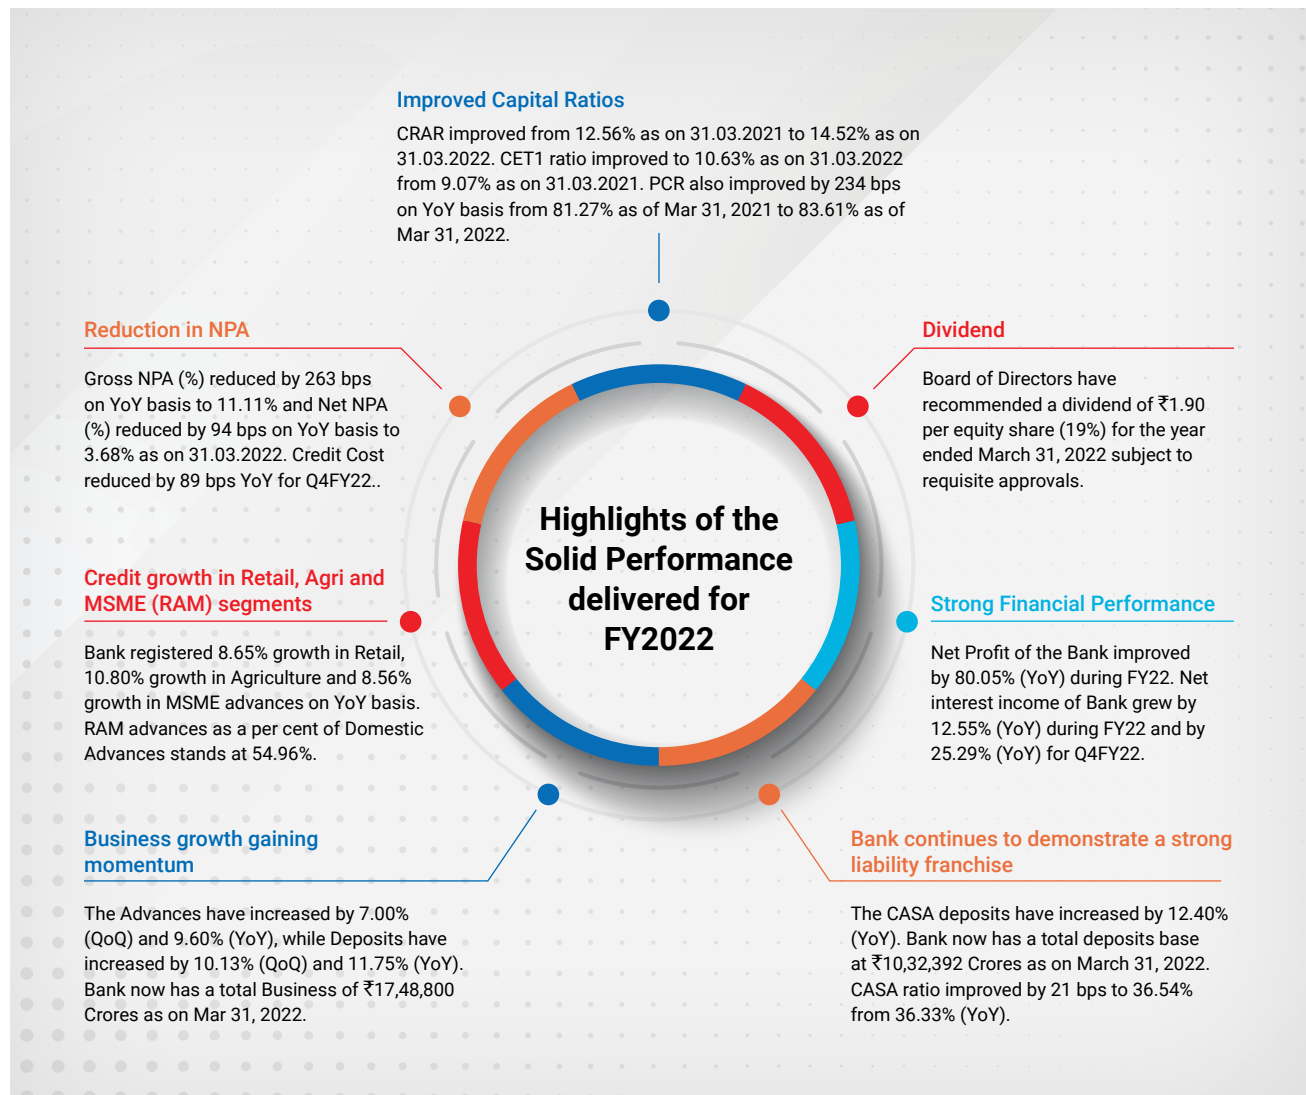 Improved Capital Ratios
CRAR improved from 12.56% as on 31.03.2021 to 14.52% as on
31.03.2022. CET1 ratio improved to 10.63% as on 31.03.2022
from 9.07% as on 31.03.2021. PCR also improved by 234 bps
on YoY basis from 81.27% as of Mar 31, 2021 to 83.61% as of
Mar 31, 2022.
Reduction in NPA
Gross NPA (%) reduced by 263 bps
on YoY basis to 11.11% and Net NPA
(%) reduced by 94 bps on YoY basis to
3.68% as on 31.03.2022. Credit Cost
reduced by 89 bps YoY for Q4FY22..
Dividend
Board of Directors have
recommended a dividend of ₹1.90
per equity share (19%) for the year
ended March 31, 2022 subject to
requisite approvals.
Highlights of the
Solid Performance
delivered for
FY2022
Credit growth in Retail, Agri and
MSME (RAM) segments
Bank registered 8.65% growth in Retail,
10.80% growth in Agriculture and 8.56%
growth in MSME advances on YoY basis.
RAM advances as a per cent of Domestic
Advances stands at 54.96%.
Strong Financial Performance
Net Profit of the Bank improved
by 80.05% (YoY) during FY22. Net
interest income of Bank grew by
12.55% (YoY) during FY22 and by
25.29% (YoY) for Q4FY22.
Business growth gaining
momentum
The Advances have increased by 7.00%
(QoQ) and 9.60% (YoY), while Deposits have
increased by 10.13% (QoQ) and 11.75% (YoY).
Bank now has a total Business of ₹17,48,800
Crores as on Mar 31, 2022.
Bank continues to demonstrate a strong
liability franchise
The CASA deposits have increased by 12.40%
(YoY). Bank now has a total deposits base
at ₹10,32,392 Crores as on March 31, 2022.
CASA ratio improved by 21 bps to 36.54%
from 36.33% (YoY).